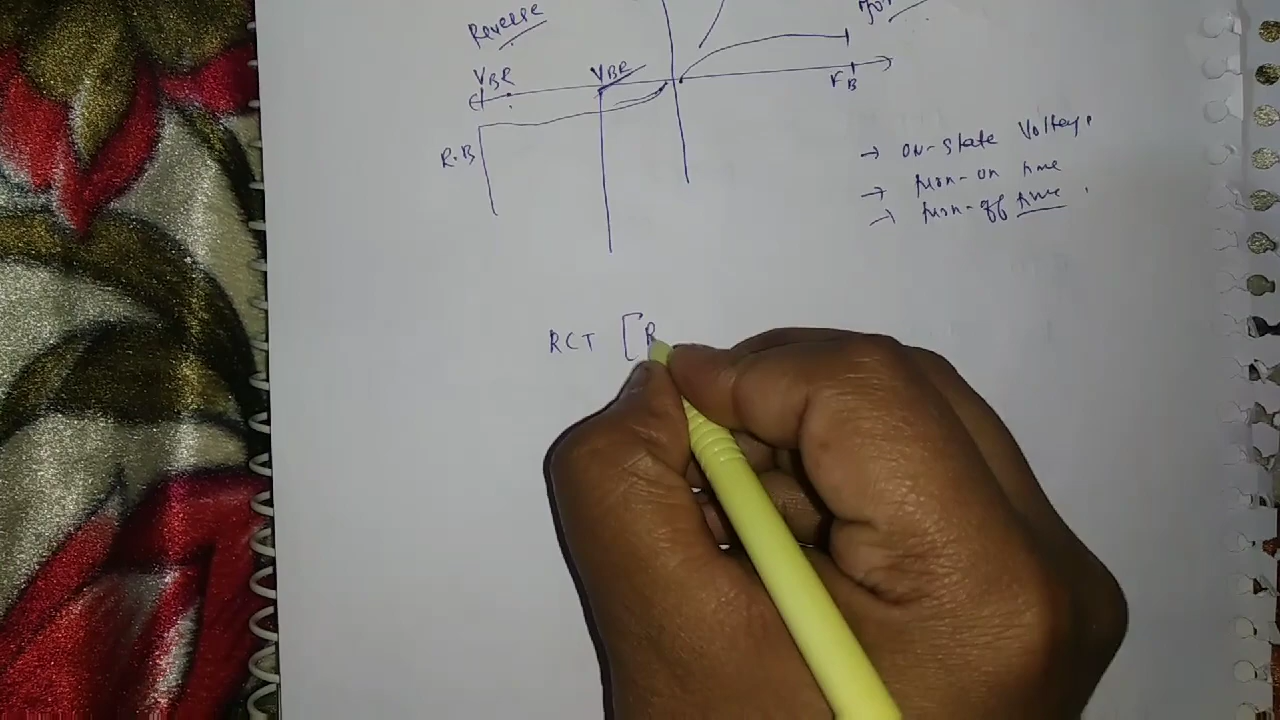 Reverse
VBR VBR
FB
R.B
→ ON-State Voltage
→ turn-on time
→ turn-off time
RCT [R